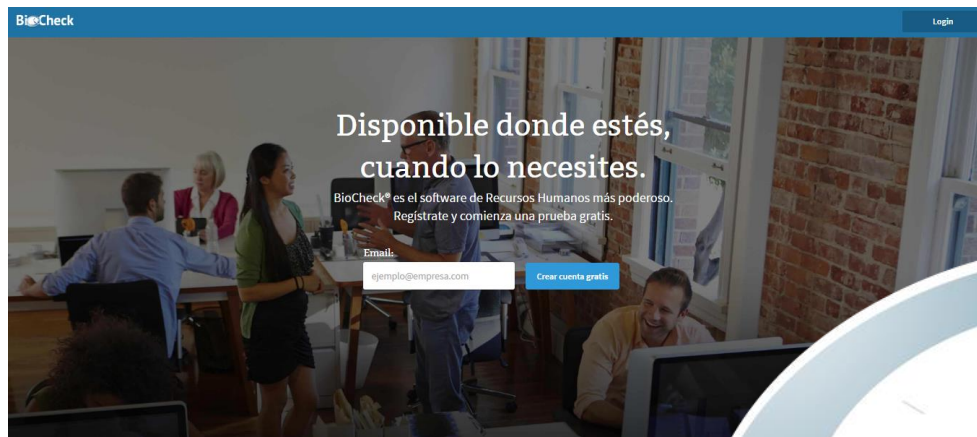 BioCheck
Login
Disponible donde estés,
cuando lo necesites.
BioCheck® es el software de Recursos Humanos más poderoso.
Regístrate y comienza una prueba gratis.
Email:
ejemplo@empresa.com
Crear cuenta gratis